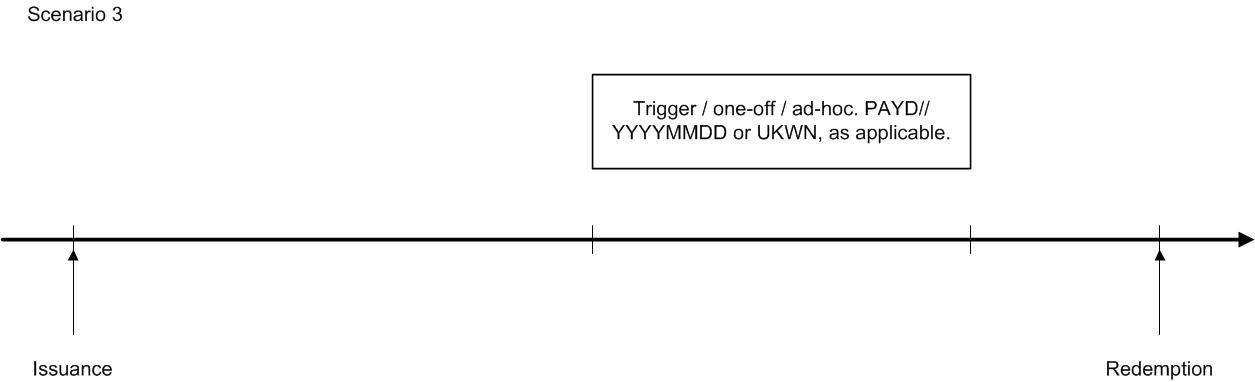 Scenario 3
Trigger / one-off / ad-hoc. PAYD//
YYYYMMDD or UKWN, as applicable.
Issuance
Redemption